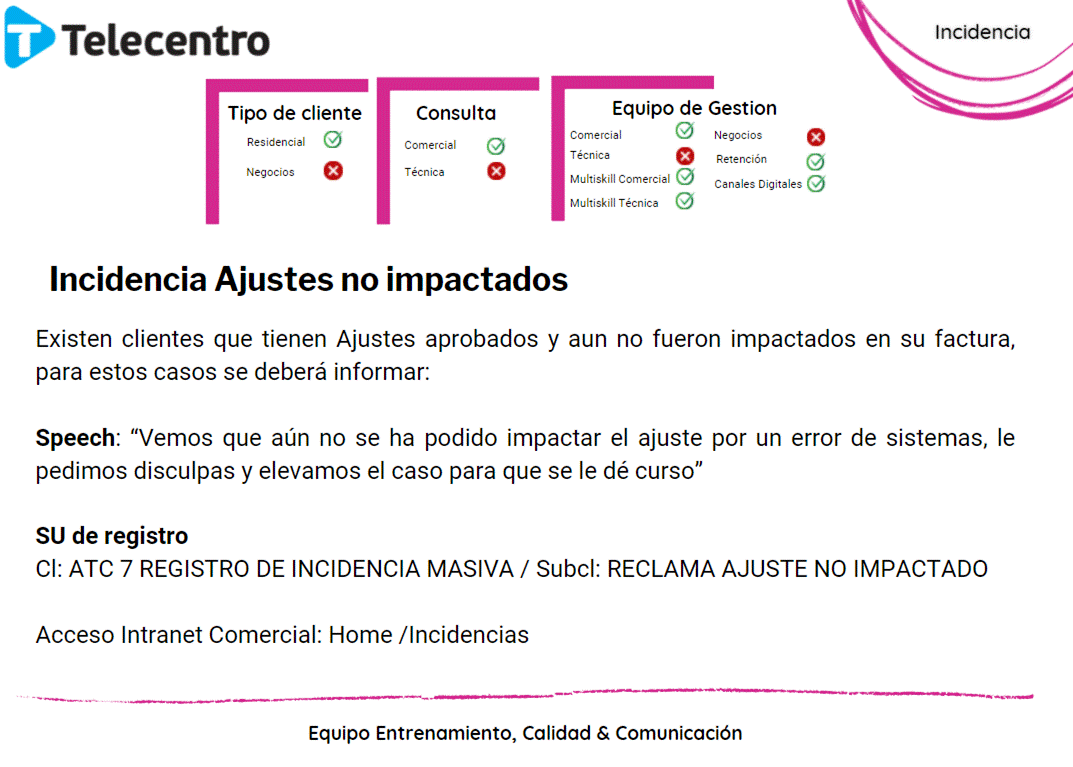 Telecentro
Incidencia
Tipo de cliente
Residencial
Negocios
Consulta
Comercial
Técnica
Equipo de Gestion
Comercial
Técnica
Multiskill Comercial
Multiskill Técnica
Negocios
Retención
Canales Digitales
Incidencia Ajustes no impactados
Existen clientes que tienen Ajustes aprobados y aun no fueron impactados en su factura,
para estos casos se deberá informar:
Speech: “Vemos que aún no se ha podido impactar el ajuste por un error de sistemas, le
pedimos disculpas y elevamos el caso para que se le dé curso”
SU de registro
Cl: ATC 7 REGISTRO DE INCIDENCIA MASIVA / Subcl: RECLAMA AJUSTE NO IMPACTADO
Acceso Intranet Comercial: Home /Incidencias
Equipo Entrenamiento, Calidad & Comunicación